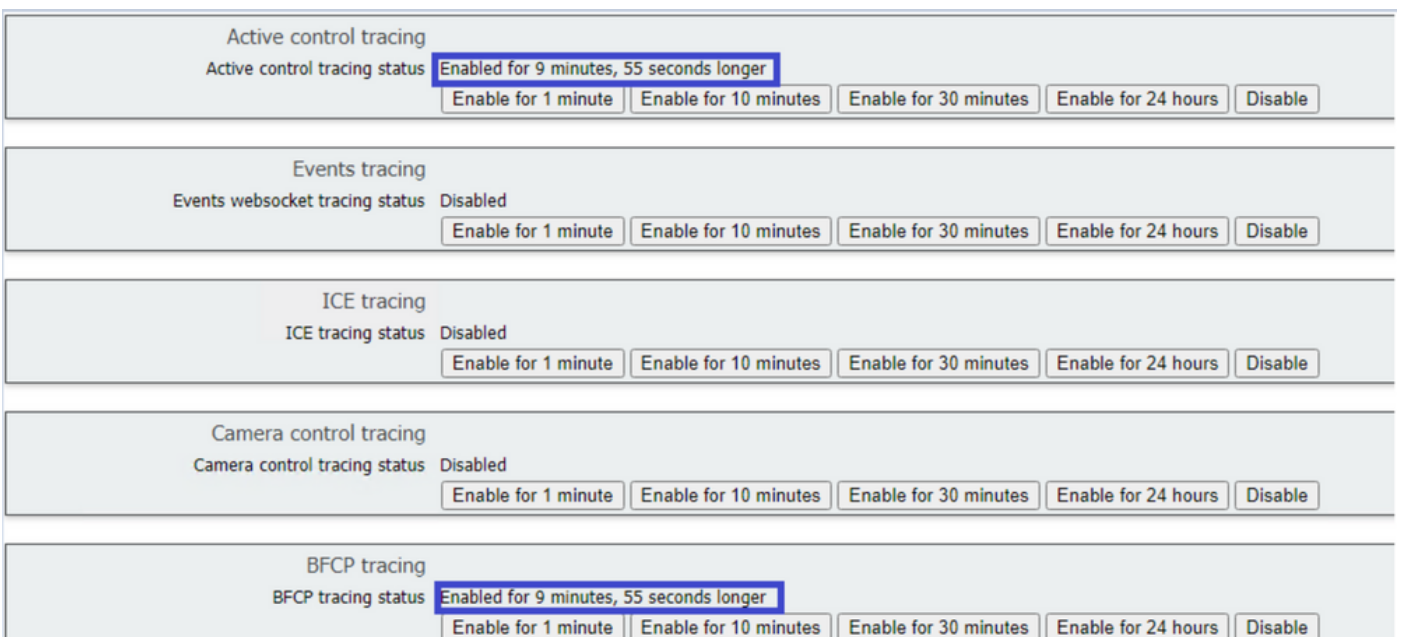 Active control tracing
Active control tracing status Enabled for 9 minutes, 55 seconds longer
Enable for 1 minute Enable for 10 minutes Enable for 30 minutes Enable for 24 hours Disable
Events tracing
Events websocket tracing status Disabled
Enable for 1 minute Enable for 10 minutes Enable for 30 minutes Enable for 24 hours Disable
ICE tracing
ICE tracing status Disabled
Enable for 1 minute Enable for 10 minutes Enable for 30 minutes Enable for 24 hours Disable
Camera control tracing
Camera control tracing status Disabled
Enable for 1 minute Enable for 10 minutes Enable for 30 minutes Enable for 24 hours Disable
BFCP tracing
BFCP tracing status Enabled for 9 minutes, 55 seconds longer
Enable for 1 minute Enable for 10 minutes Enable for 30 minutes Enable for 24 hours Disable